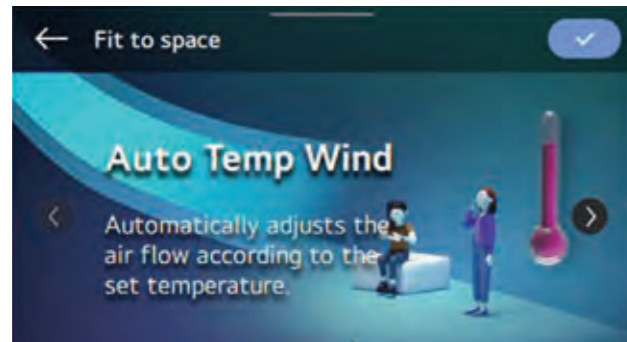 Fit to space
Auto Temp Wind
Automatically adjusts the
air flow according to the
set temperature.